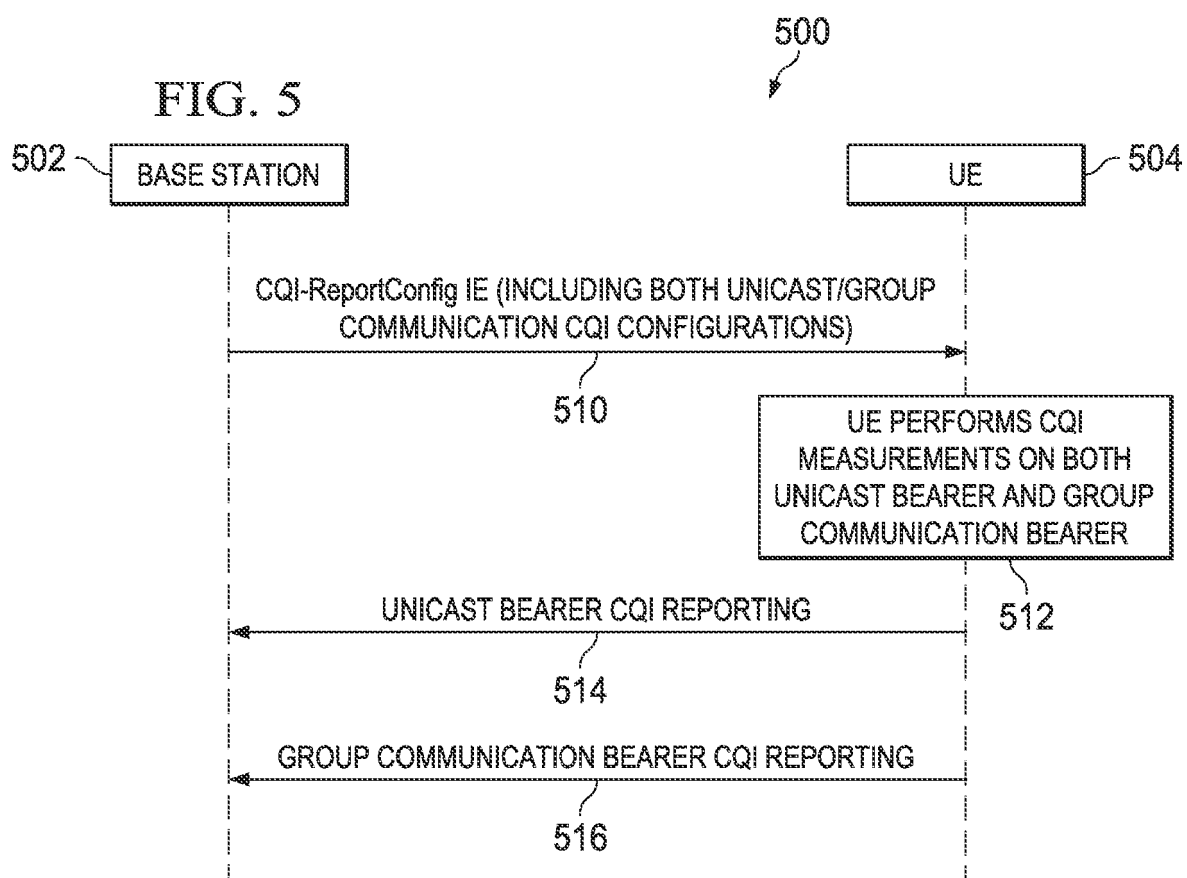 500
FIG. 5
502
BASE STATION
UE
504
CQI-ReportConfig IE (INCLUDING BOTH UNICAST/GROUP
COMMUNICATION CQI CONFIGURATIONS)
510
UE PERFORMS CQI
MEASUREMENTS ON BOTH
UNICAST BEARER AND GROUP
COMMUNICATION BEARER
512
UNICAST BEARER CQI REPORTING
514
GROUP COMMUNICATION BEARER CQI REPORTING
516